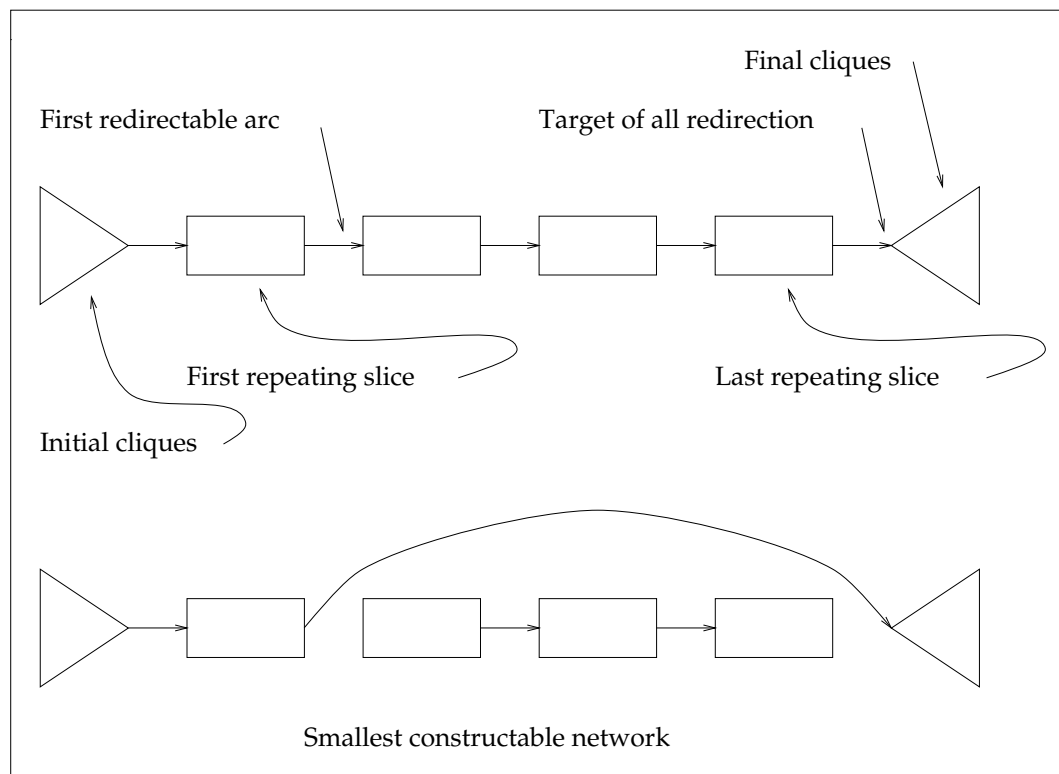 Final cliques
First redirectable arc
Target of all redirection
First repeating slice
Last repeating slice
Initial cliques
Smallest constructable network